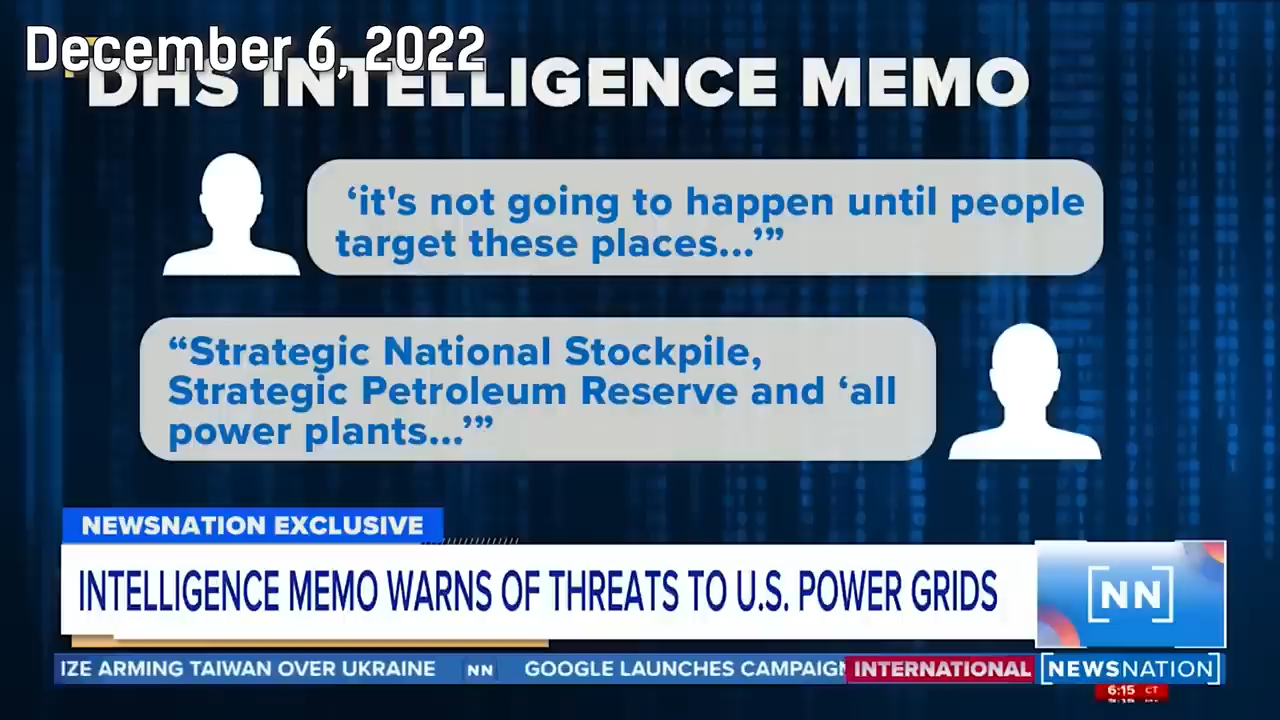 December 6, 2022
DHS INTELLIGENCE MEMO
‘it's not going to happen until people
target these places...’”
“Strategic National Stockpile,
Strategic Petroleum Reserve and ‘all
power plants...’”
NEWSNATION EXCLUSIVE
INTELLIGENCE MEMO WARNS OF THREATS TO U.S. POWER GRIDS
NN
IZE ARMING TAIWAN OVER UKRAINE NN GOOGLE LAUNCHES CAMPAIGN INTERNATIONAL NEWSNATION
6:15 CT